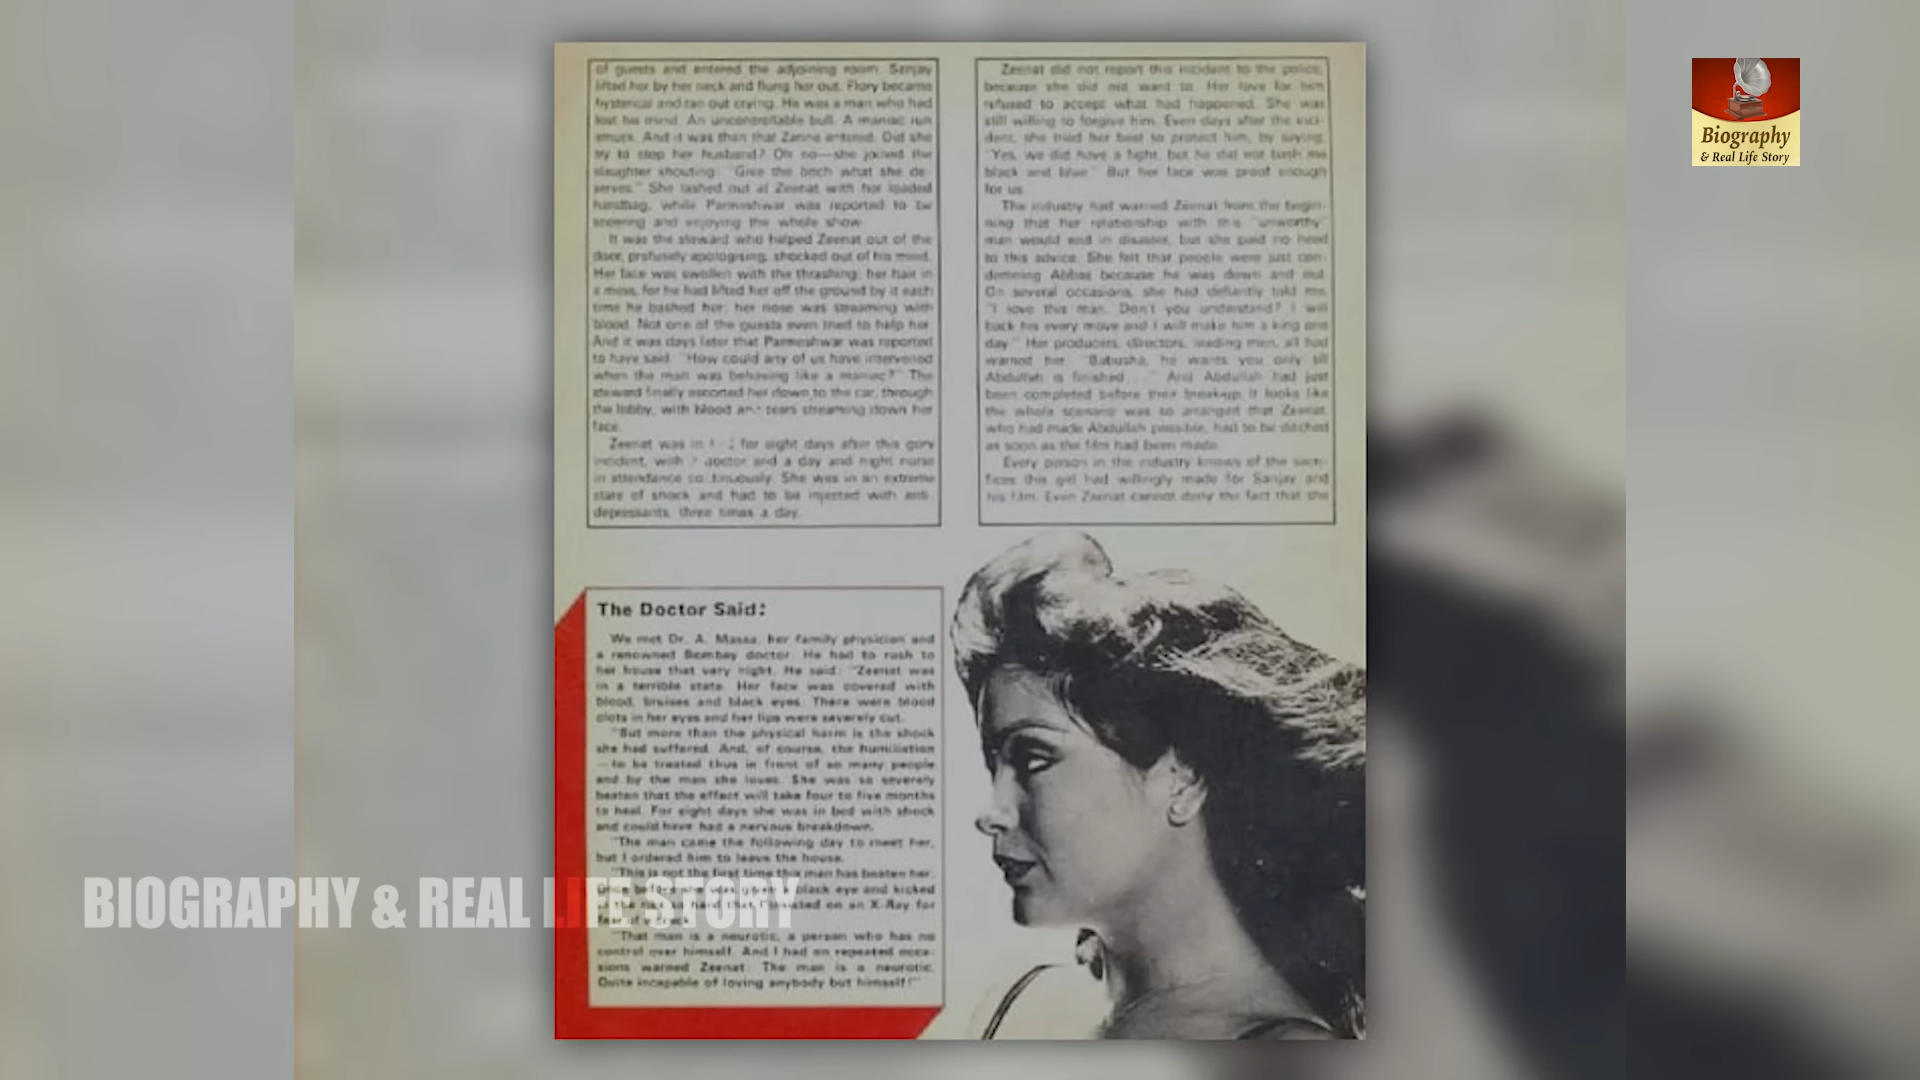 of guests and entered the adjoining room. Sanjay
lifted her by her neck and flung her out. Flory became
hysterical and ran out crying. He was a man who had
lost his mind. An uncontrollable bull. A maniac run
amuck. And it was then that Zarine entered. Did she
try to stop her husband? Oh no—she joined the
slaughter shouting: "Give the bitch what she de-
serves." She lashed out at Zeenat with her loaded
handbag, while Parmeshwar was reported to be
sneering and enjoying the whole show.
It was the steward who helped Zeenat out of the
door, profusely apologising, shocked out of his mind.
Her face was swollen with the thrashing; her hair in
a mess, for he had lifted her off the ground by it each
time he bashed her; her nose was streaming with
blood. Not one of the guests even tried to help her.
And it was days later that Parmeshwar was reported
to have said: "How could any of us have intervened
when the man was behaving like a maniac?" The
steward finally escorted her down to the car, through
the lobby, with blood and tears streaming down her
face.
Zeenat was in for eight days after this gory
incident, with doctor and a day and night nurse
in attendance continuously. She was in an extreme
state of shock and had to be injected with anti-
depressants, three times a day.
Zeenat did not report this incident to the police,
because she did not want to. Her love for him
refused to accept what had happened. She was
still willing to forgive him. Even days after the inci-
dent, she tried her best to protect him, by saying,
"Yes, we did have a fight, but he did not bash me
black and blue." But her face was proof enough
for us.
The industry had warned Zeenat from the begin-
ning that her relationship with this "unworthy"
man would end in disaster, but she paid no heed
to this advice. She felt that people were just con-
demning Abbas because he was down and out.
On several occasions, she had defiantly told me,
"I love this man. Don't you understand? I will
back his every move and I will make him a king one
day." Her producers, directors, leading men, all had
warned her. "Babusha, he wants you only till
Abdullah is finished . . ." And Abdullah had just
been completed before their breakup. It looks like
the whole scenario was so arranged that Zeenat,
who had made Abdullah possible, had to be ditched
as soon as the film had been made.
Every person in the industry knows of the sacri-
fices this girl had willingly made for Sanjay and
his film. Even Zeenat cannot deny the fact that she
The Doctor Said:
We met Dr. A. Massa, her family physician and
a renowned Bombay doctor. He had to rush to
her house that very night. He said: "Zeenat was
in a terrible state. Her face was covered with
blood, bruises and black eyes. There were blood
clots in her eyes and her lips were severely cut.
"But more than the physical harm is the shock
she had suffered. And, of course, the humiliation
—to be treated thus in front of so many people
and by the man she loves. She was so severely
beaten that the effect will take four to five months
to heal. For eight days she was in bed with shock
and could have had a nervous breakdown.
"The man came the following day to meet her,
but I ordered him to leave the house.
"This is not the first time this man has beaten her.
Once before she was given a black eye and kicked
hard that I insisted on an X-Ray for
fear of a crack.
"That man is a neurotic, a person who has no
control over himself. And I had on repeated occa-
sions warned Zeenat: The man is a neurotic.
Quite incapable of loving anybody but himself!"
BIOGRAPHY & REAL LIFE STORY
Biography
& Real Life Story